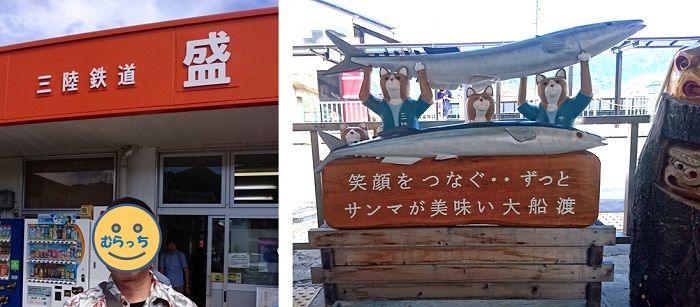 三陸鉄道 盛
むらっち
笑顔をつなぐ・・ずっと
サンマが美味い大船渡